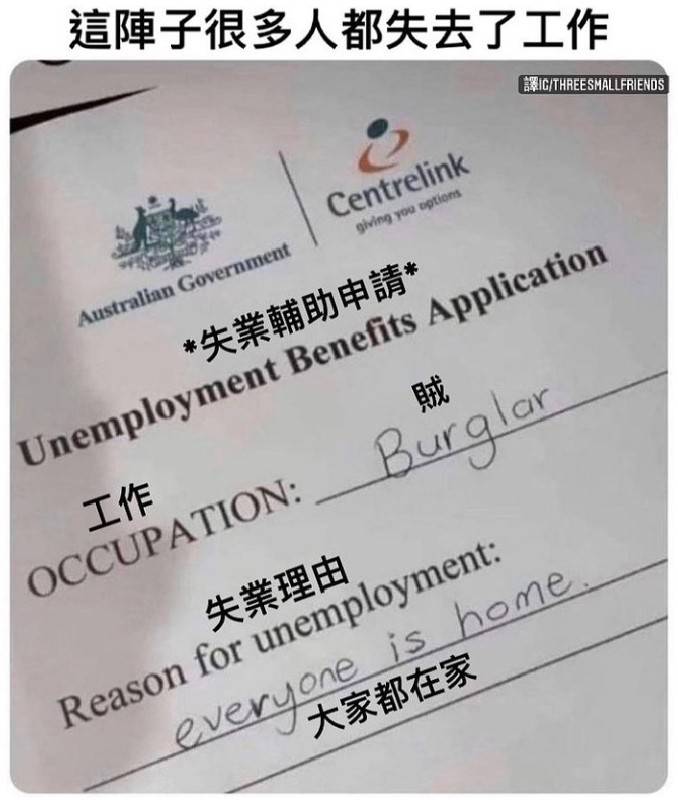 這陣子很多人都失去了工作
譯IG/THREESMALLFRIENDS
Centrelink
giving you options
Australian Government
*失業輔助申請*
Unemployment Benefits Application
賊
Burglar
工作
OCCUPATION:
失業理由
Reason for unemployment:
everyone is home.
大家都在家